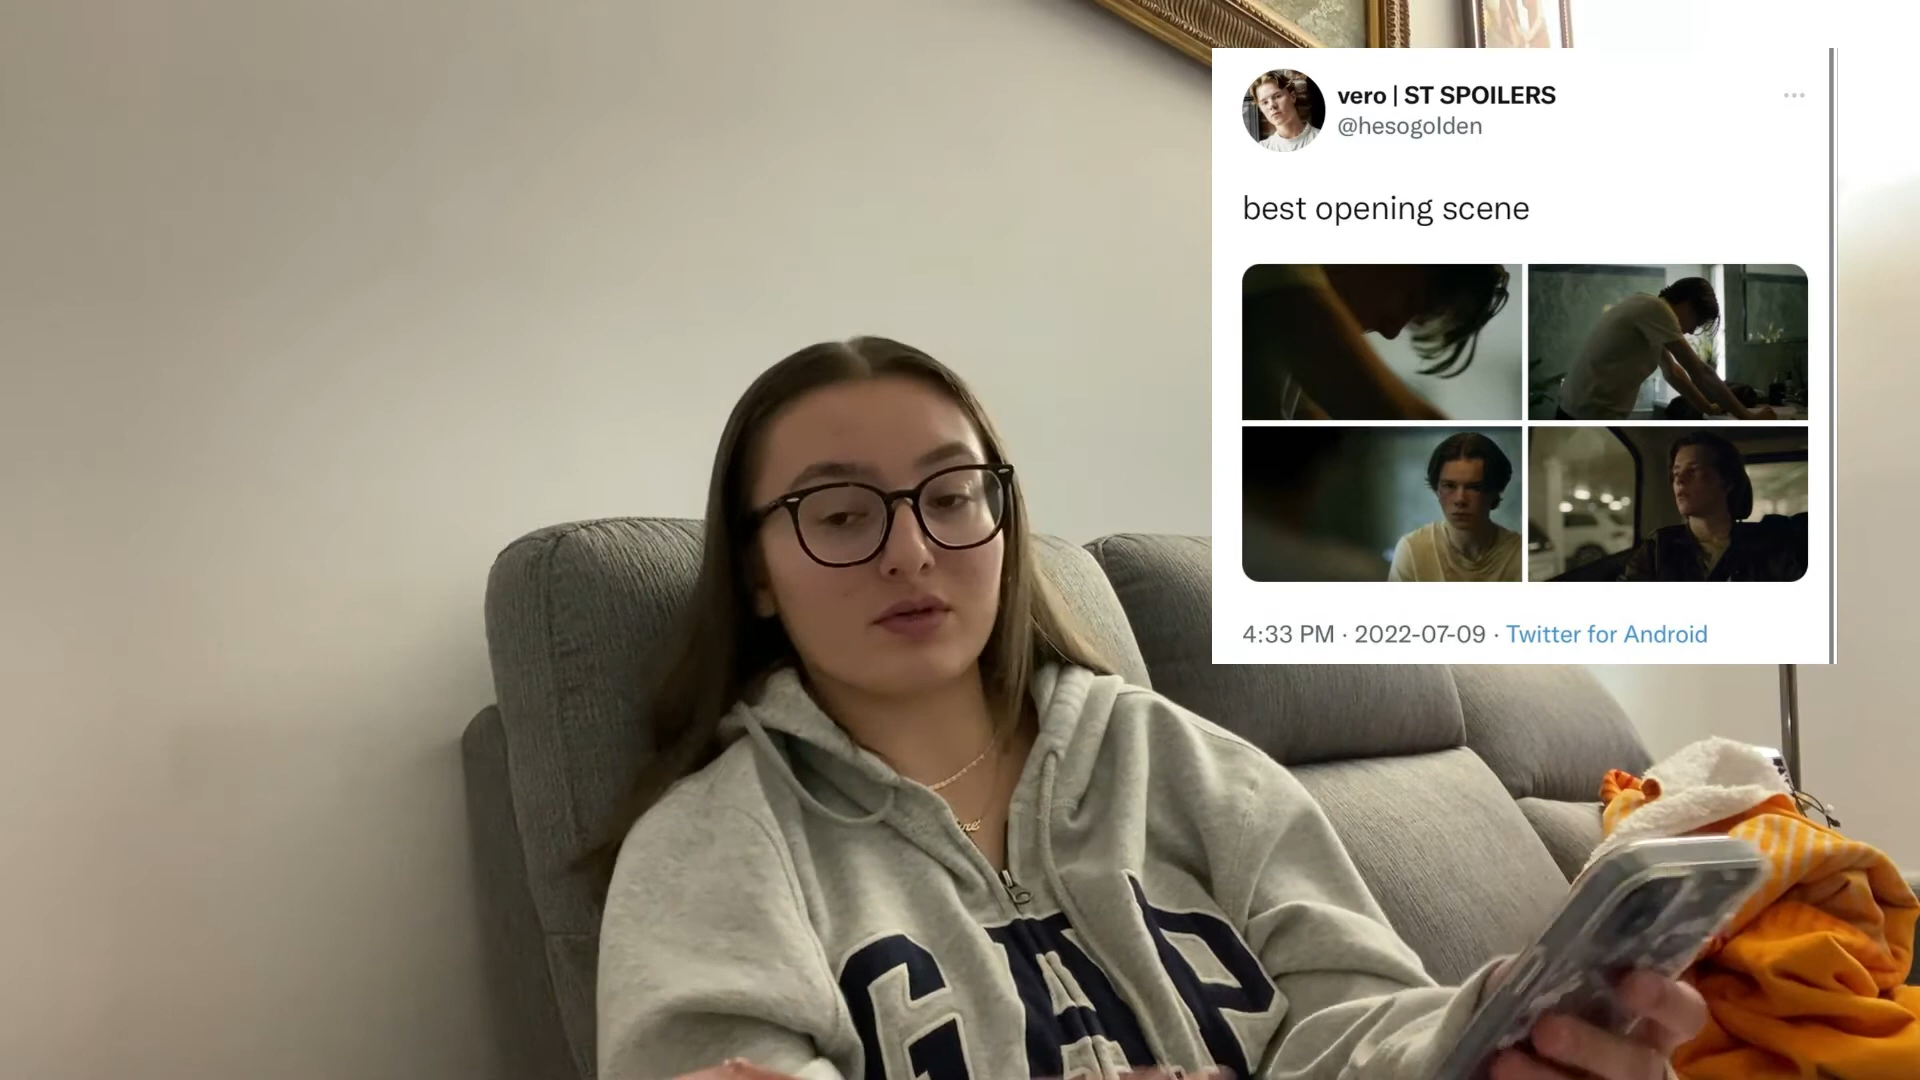 vero | ST SPOILERS
@hesogolden
best opening scene
4:33 PM · 2022-07-09 · Twitter for Android
GAP